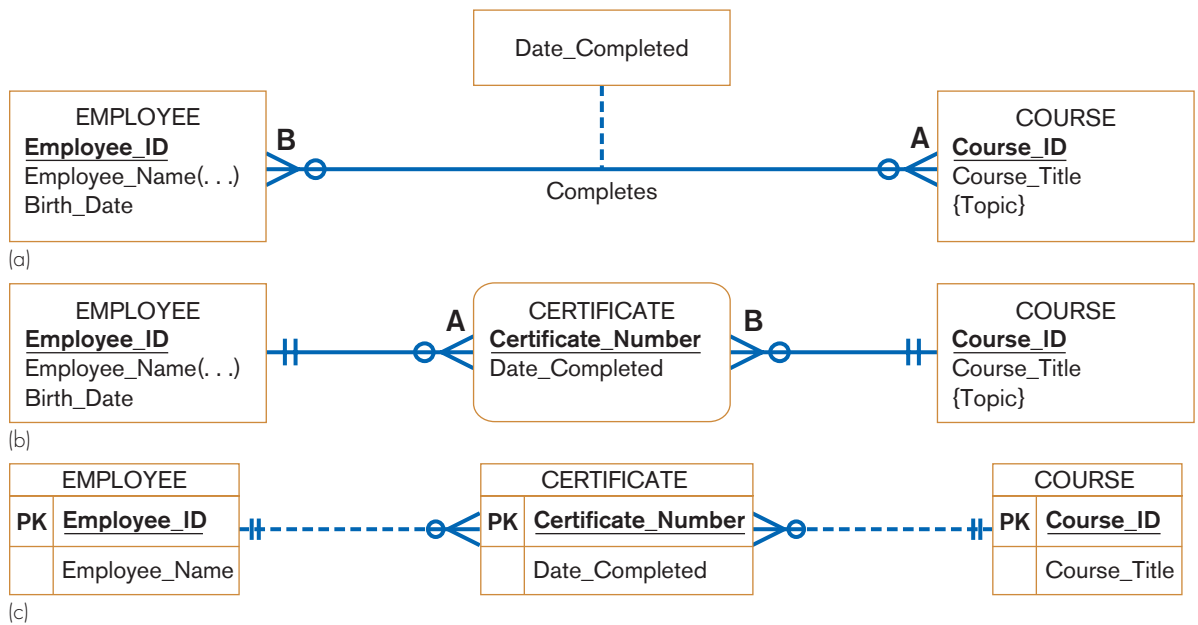 Date_Completed
EMPLOYEE
Employee_ID
Employee_Name(. . .)
Birth_Date
B
A
Completes
COURSE
Course_ID
Course_Title
{Topic}
(a)
EMPLOYEE
Employee_ID
Employee_Name(. . .)
Birth_Date
A
CERTIFICATE
Certificate_Number
Date_Completed
B
COURSE
Course_ID
Course_Title
{Topic}
(b)
EMPLOYEE
PK Employee_ID
Employee_Name
CERTIFICATE
PK Certificate_Number
Date_Completed
COURSE
PK Course_ID
Course_Title
(c)